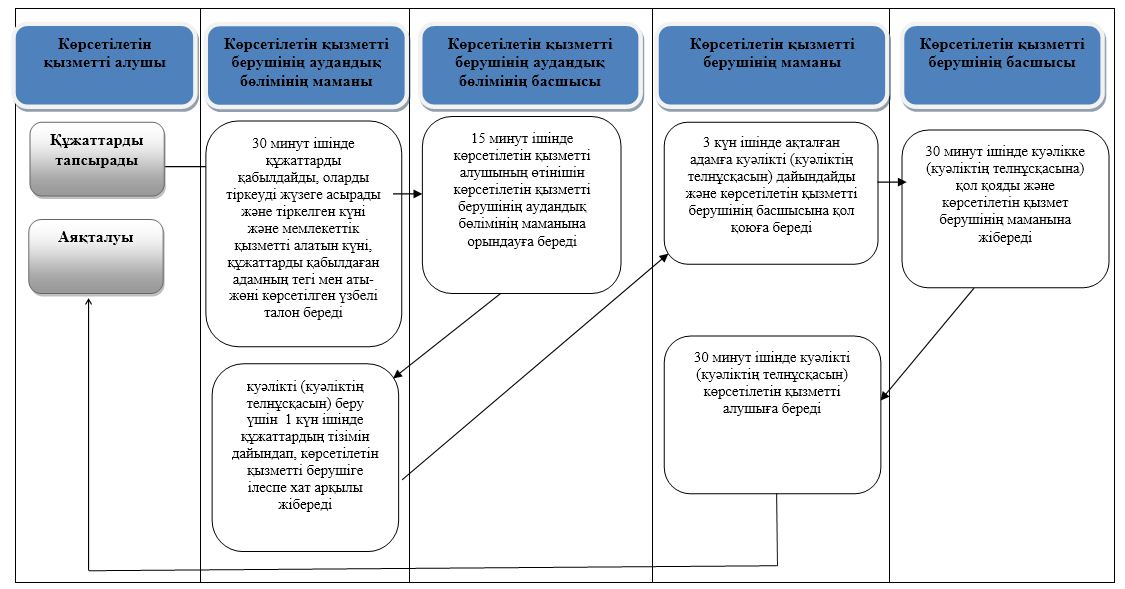 Көрсетілетін
қызметті алушы
Көрсетілетін қызметті
берушінің аудандық
бөлімінің маманы
Көрсетілетін қызметті
берушінің аудандық
бөлімінің басшысы
Көрсетілетін қызметті
берушінің маманы
Көрсетілетін қызметті
берушінің басшысы
Құжаттарды
тапсырады
Аяқталуы
30 минут ішінде
құжаттарды
қабылдайды, оларды
тіркеуді жүзеге асырады
және тіркелген күні
және мемлекеттік
қызметті алатын күні,
құжаттарды қабылдаған
адамның тегі мен аты-
жөні көрсетілген үзбелі
талон береді
куәлікті (куәліктің
телнұсқасын) беру
үшін 1 күн ішінде
құжаттардың тізімін
дайындап, көрсетілетін
қызметті берушіге
ілеспе хат арқылы
жібереді
15 минут ішінде
көрсетілетін қызметті
алушының өтінішін
көрсетілетін қызметті
берушінің аудандық
бөлімінің маманына
орындауға береді
3 күн ішінде ақталған
адамға куәлікті (куәліктің
телнұсқасын) дайындайды
және көрсетілетін қызметті
берушінің басшысына қол
қоюға береді
30 минут ішінде куәлікті
(куәліктің телнұсқасын)
көрсетілетін қызметті
алушыға береді
30 минут ішінде куәлікке
(куәліктің телнұсқасына)
қол қояды және
көрсетілетін қызмет
берушінің маманына
жібереді